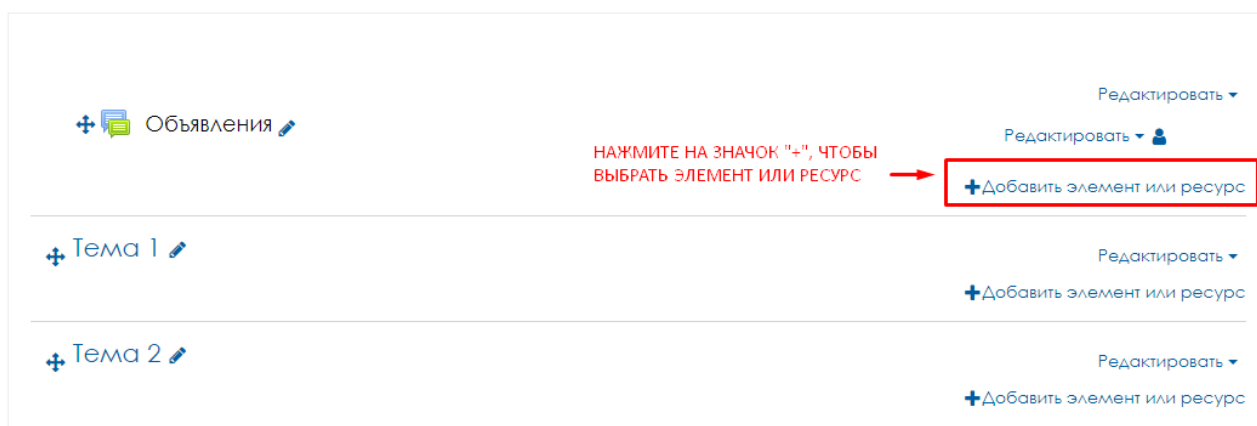 Редактировать
Объявления
Редактировать
НАЖМИТЕ НА ЗНАЧОК "+", ЧТОБЫ
ВЫБРАТЬ ЭЛЕМЕНТ ИЛИ РЕСУРС
+Добавить элемент или ресурс
Тема 1
Редактировать
+Добавить элемент или ресурс
Тема 2
Редактировать
+Добавить элемент или ресурс